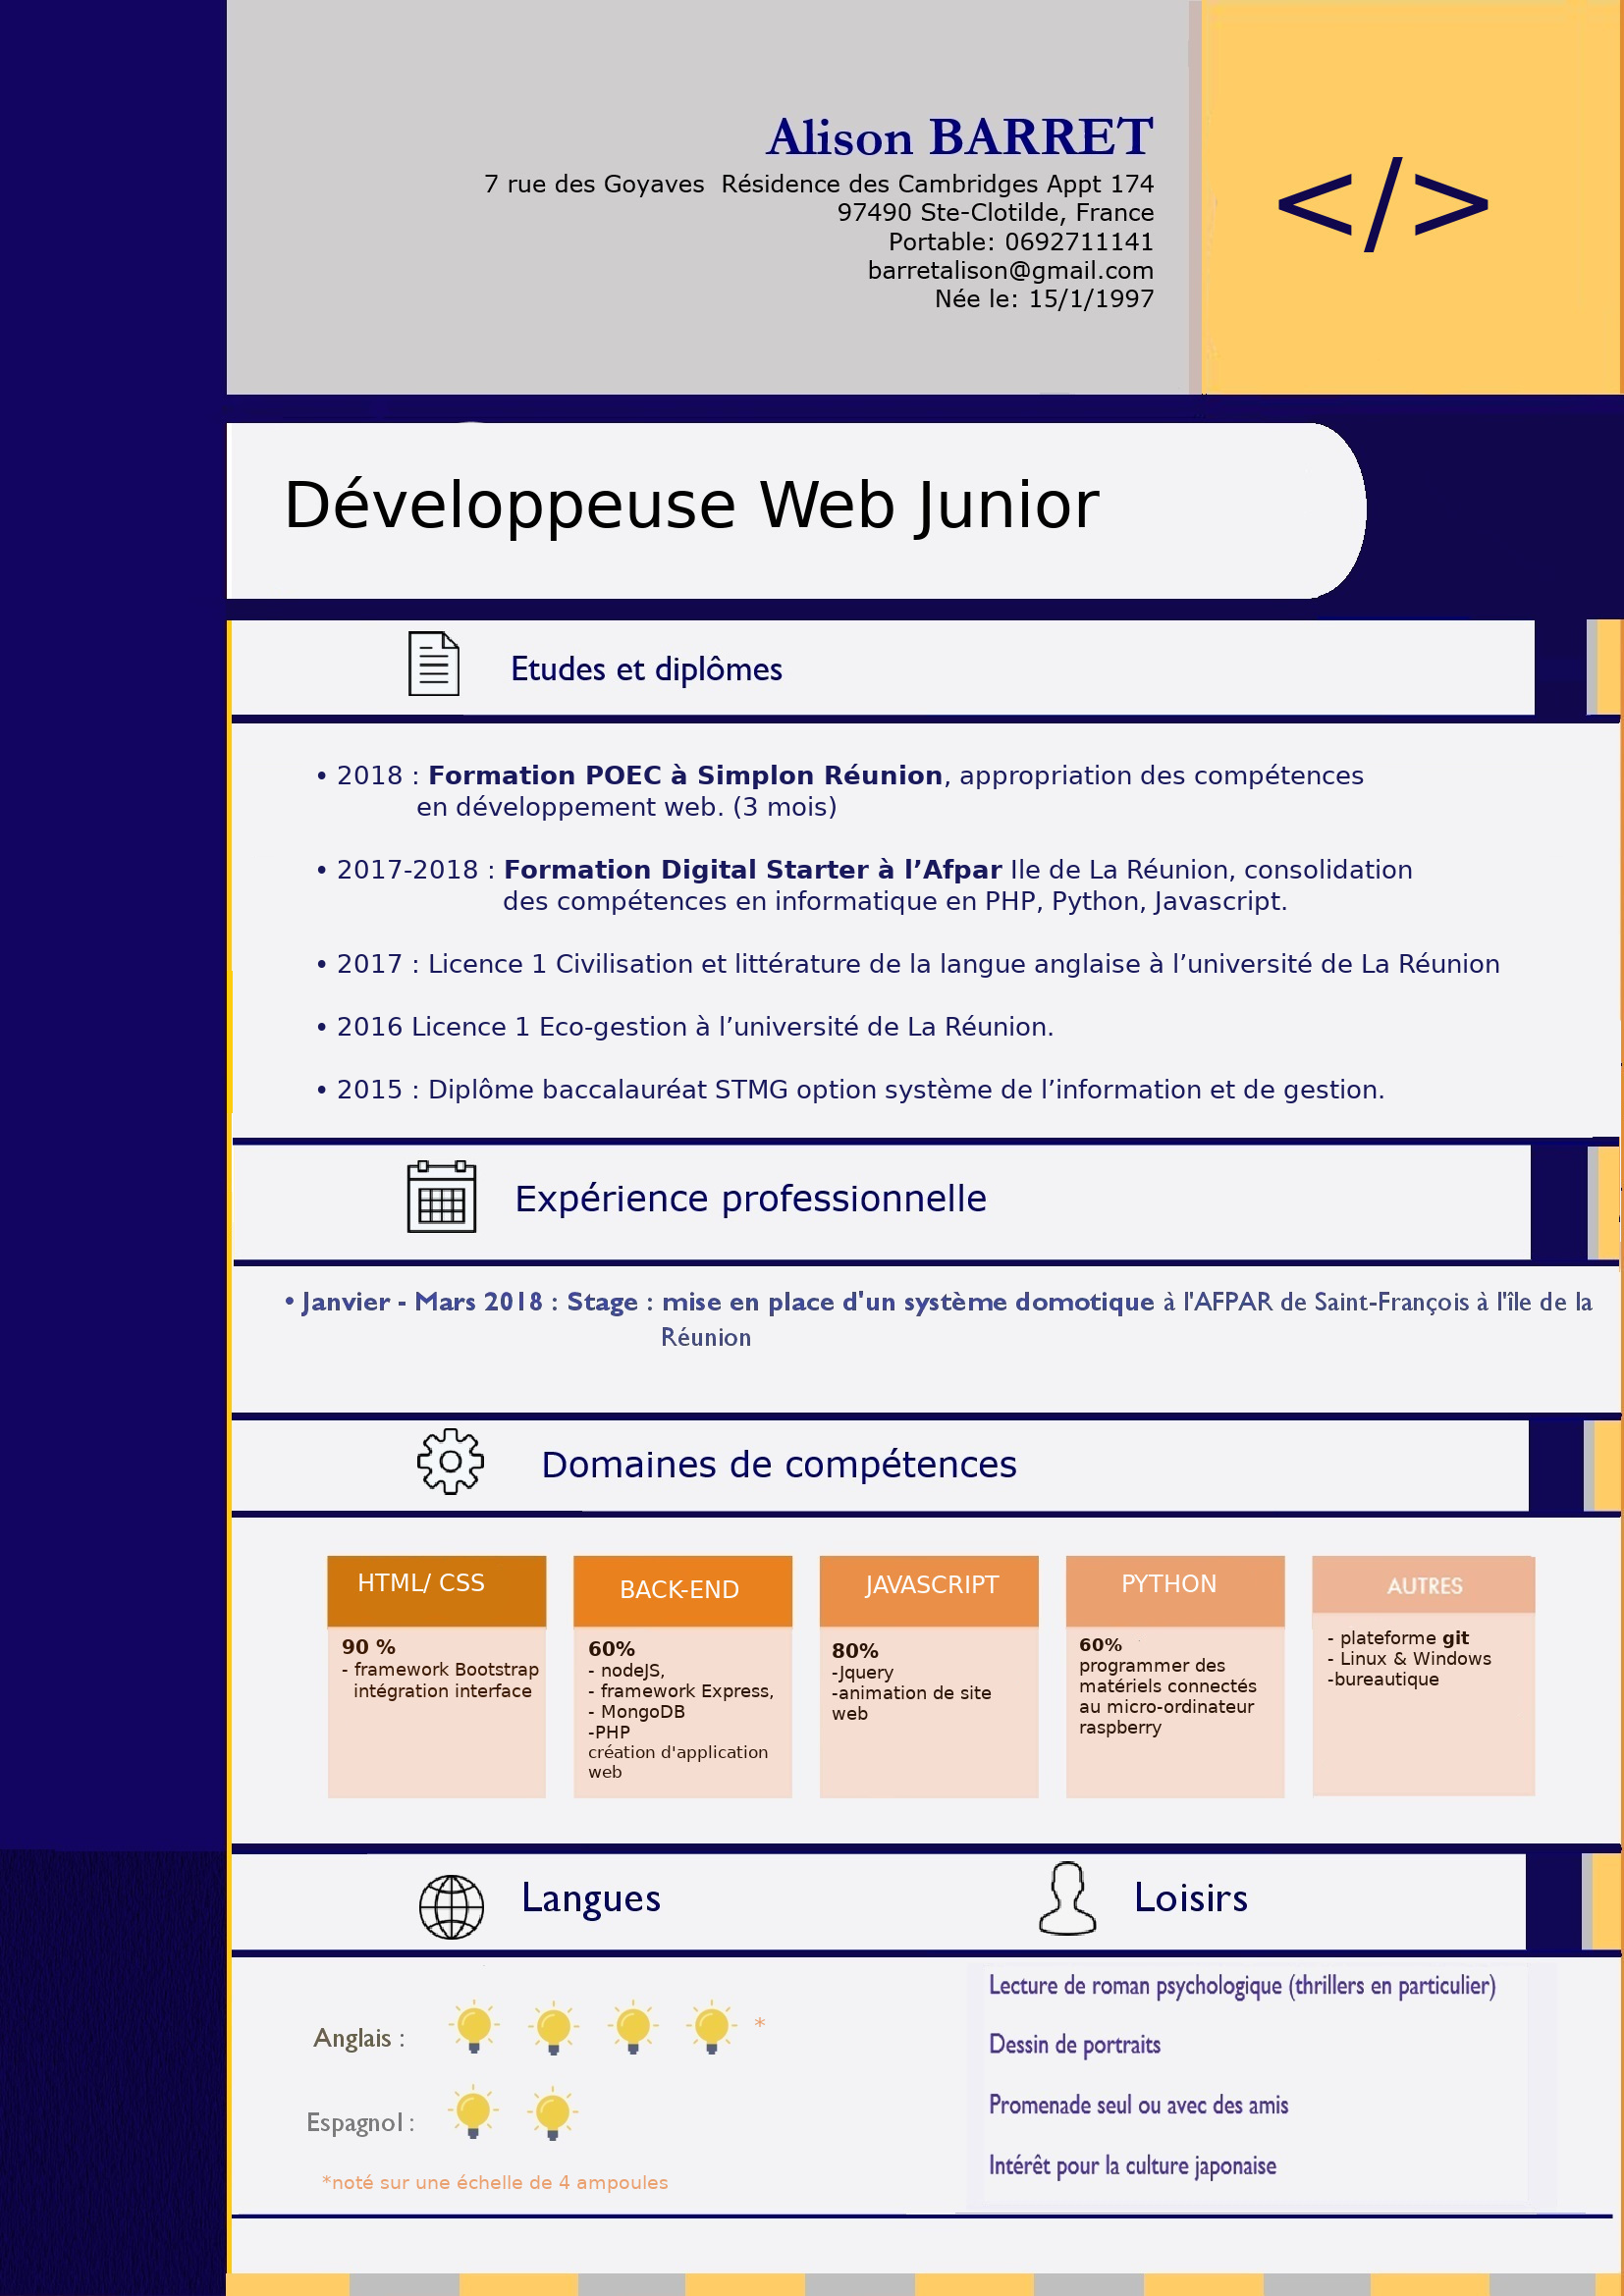 Alison BARRET
7 rue des Goyaves  Résidence des Cambridges Appt 174
97490 Ste-Clotilde, France
Portable: 0692711141
barretalison@gmail.com
Née le: 15/1/1997
</>
Développeuse Web Junior
Etudes et diplômes
• 2018 : Formation POEC à Simplon Réunion, appropriation des compétences
en développement web. (3 mois)
• 2017-2018 : Formation Digital Starter à l’Afpar Ile de La Réunion, consolidation
des compétences en informatique en PHP, Python, Javascript.
• 2017 : Licence 1 Civilisation et littérature de la langue anglaise à l’université de La Réunion
• 2016 Licence 1 Eco-gestion à l’université de La Réunion.
• 2015 : Diplôme baccalauréat STMG option système de l’information et de gestion.
Expérience professionnelle
• Janvier - Mars 2018 : Stage : mise en place d'un système domotique à l'AFPAR de Saint-François à l'île de la
Réunion
Domaines de compétences
HTML/ CSS
90 %
- framework Bootstrap
intégration interface
BACK-END
60%
- nodeJS,
- framework Express,
- MongoDB
-PHP
création d'application
web
JAVASCRIPT
80%
-Jquery
-animation de site
web
PYTHON
60%
programmer des
matériels connectés
au micro-ordinateur
raspberry
AUTRES
- plateforme git
- Linux & Windows
-bureautique
Langues
Anglais :
*
Espagnol :
*noté sur une échelle de 4 ampoules
Loisirs
Lecture de roman psychologique (thrillers en particulier)
Dessin de portraits
Promenade seul ou avec des amis
Intérêt pour la culture japonaise